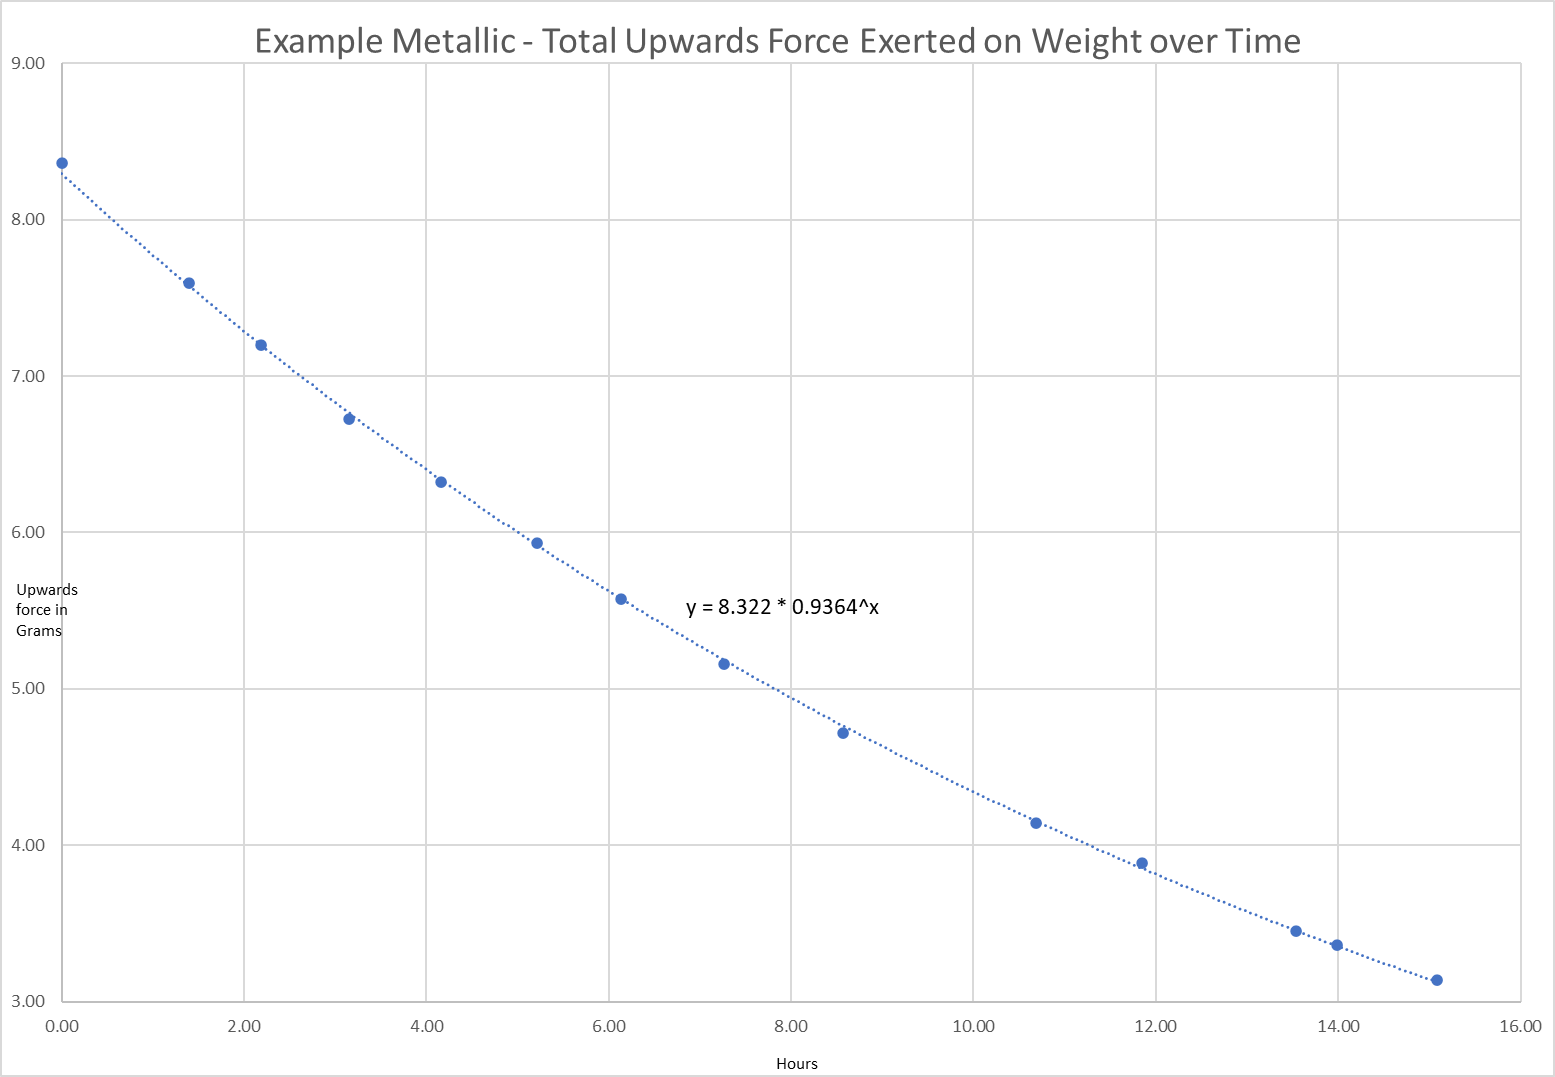 Example Metallic - Total Upwards Force Exerted on Weight over Time
9.00
8.00
7.00
6.00
5.00
4.00
3.00
Upwards
force in
Grams
y = 8.322 * 0.9364^x
0.00 2.00 4.00 6.00 8.00 10.00 12.00 14.00 16.00
Hours